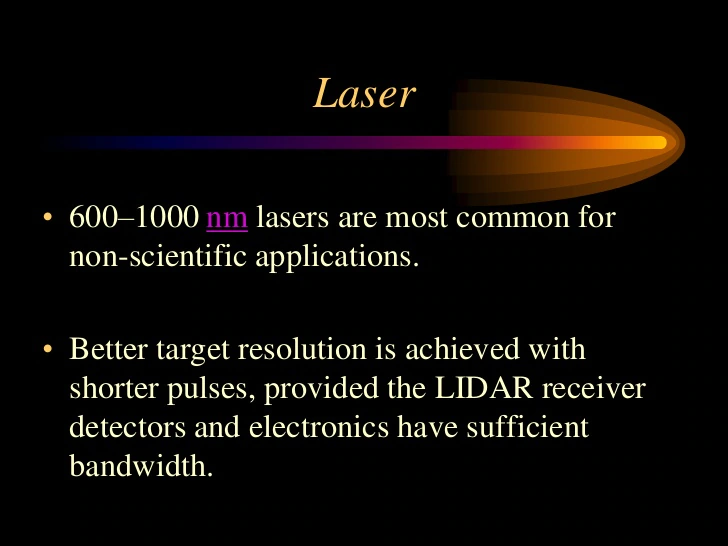 Laser
• 600–1000 nm lasers are most common for
non-scientific applications.
• Better target resolution is achieved with
shorter pulses, provided the LIDAR receiver
detectors and electronics have sufficient
bandwidth.